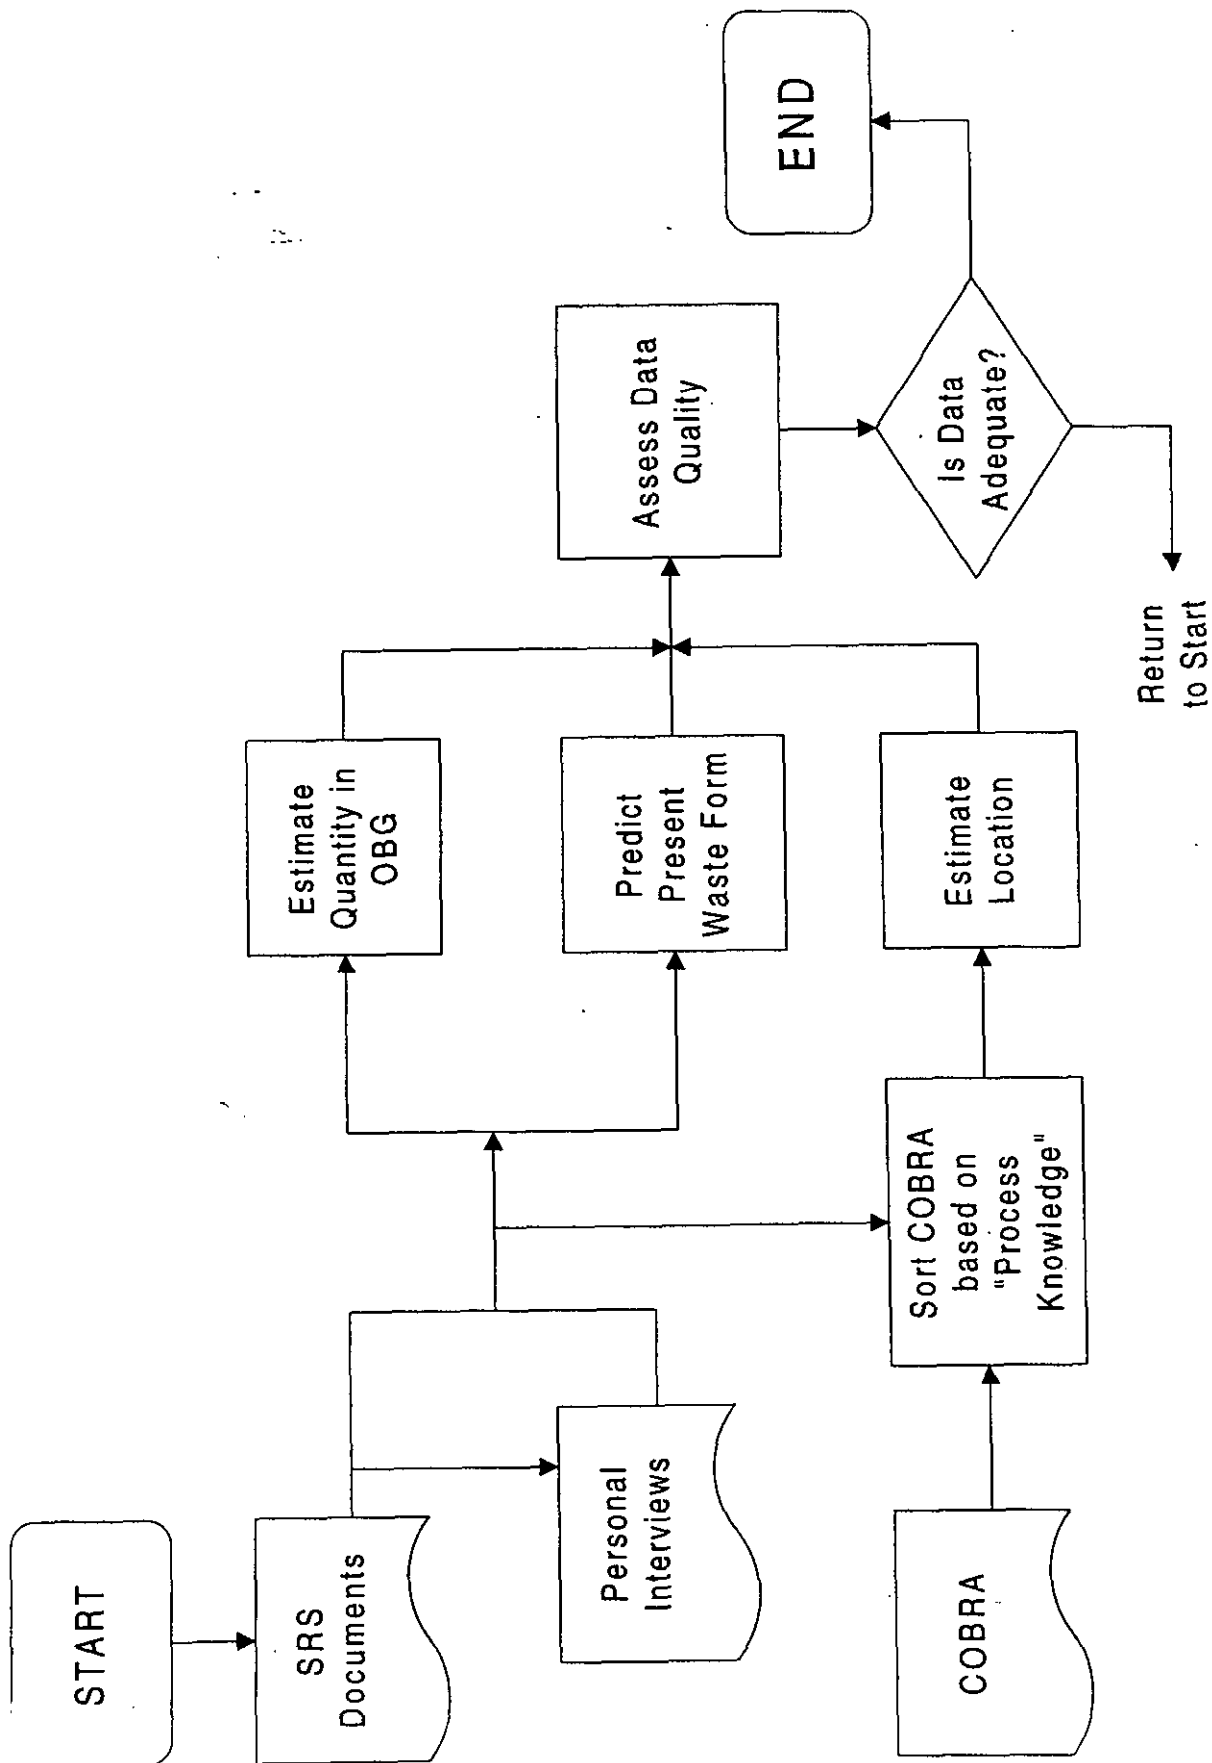 START
SRS
Documents
Personal
Interviews
COBRA
Sort COBRA
based on
"Process
Knowledge"
Estimate
Quantity in
OBG
Predict
Present
Waste Form
Estimate
Location
Assess Data
Quality
Is Data
Adequate?
Return
to Start
END